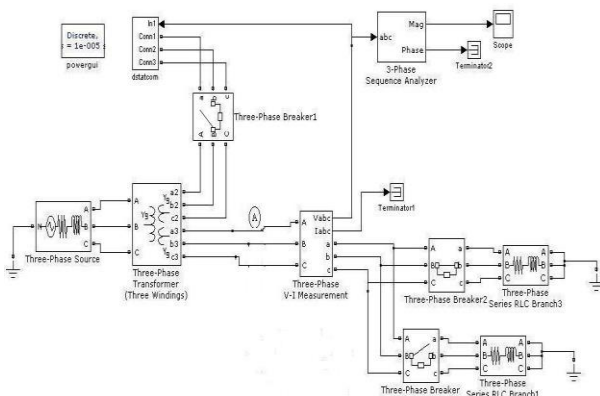 Discrete,
s = 1e-005
powergui
In1
Conn1
Conn2
Conn3
dstatcom
abc
Mag
Phase
3-Phase
Sequence Analyzer
Scope
Terminator2
a
b
c
A
B
C
Three-Phase Breaker1
N
A
B
C
Three-Phase Source
A
B
C
Yg
Yg
Yg
a2
b2
c2
a3
b3
c3
Three-Phase
Transformer
(Three Windings)
A
A
B
C
Vabc
Iabc
a
b
c
Three-Phase
V-I Measurement
Terminator1
A
B
C
a
b
c
Three-Phase Breaker2
A
B
C
A
B
C
Three-Phase
Series RLC Branch3
A
B
C
a
b
c
Three-Phase Breaker
A
B
C
A
B
C
Three-Phase
Series RLC Branch1